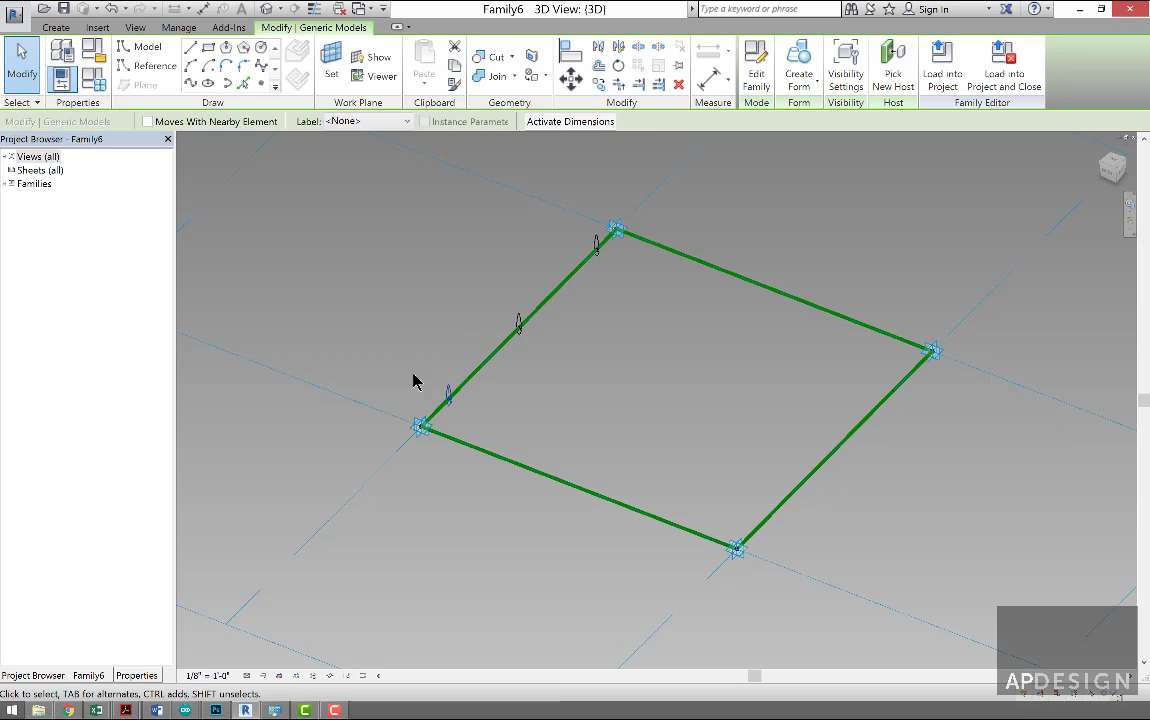 Family6 3D View: (3D)
Type a keyword or phrase
Sign In
Create Insert View Manage Add-Ins Modify | Generic Models
Modify
Select
Properties
Model
Reference
Plane
Draw
Set
Show
Viewer
Work Plane
Paste
Clipboard
Cut
Join
Geometry
Modify
Measure
Edit
Family
Mode
Create
Form
Form
Visibility
Settings
Visibility
Pick
New Host
Host
Load into
Project
Load into
Project and Close
Family Editor
Modify | Generic Models
Moves With Nearby Element
Label: <None>
Instance Paramete
Activate Dimensions
Project Browser - Family6
Views (all)
Sheets (all)
Families
Project Browser - Family6
Properties
1/8" = 1'-0"
APDESIGN
Click to select, TAB for alternates, CTRL adds, SHIFT unselects.